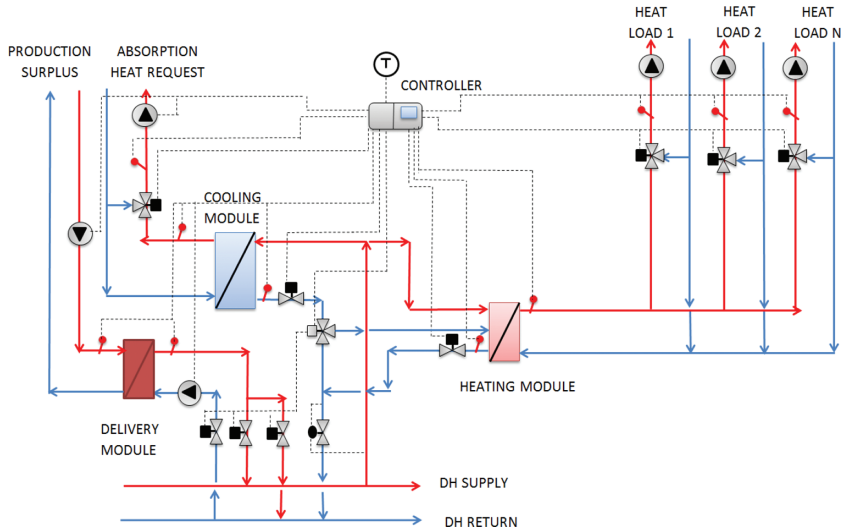 HEAT
LOAD 1
HEAT
LOAD 2
HEAT
LOAD N
PRODUCTION
SURPLUS
ABSORPTION
HEAT REQUEST
T
CONTROLLER
COOLING
MODULE
HEATING MODULE
DELIVERY
MODULE
DH SUPPLY
DH RETURN